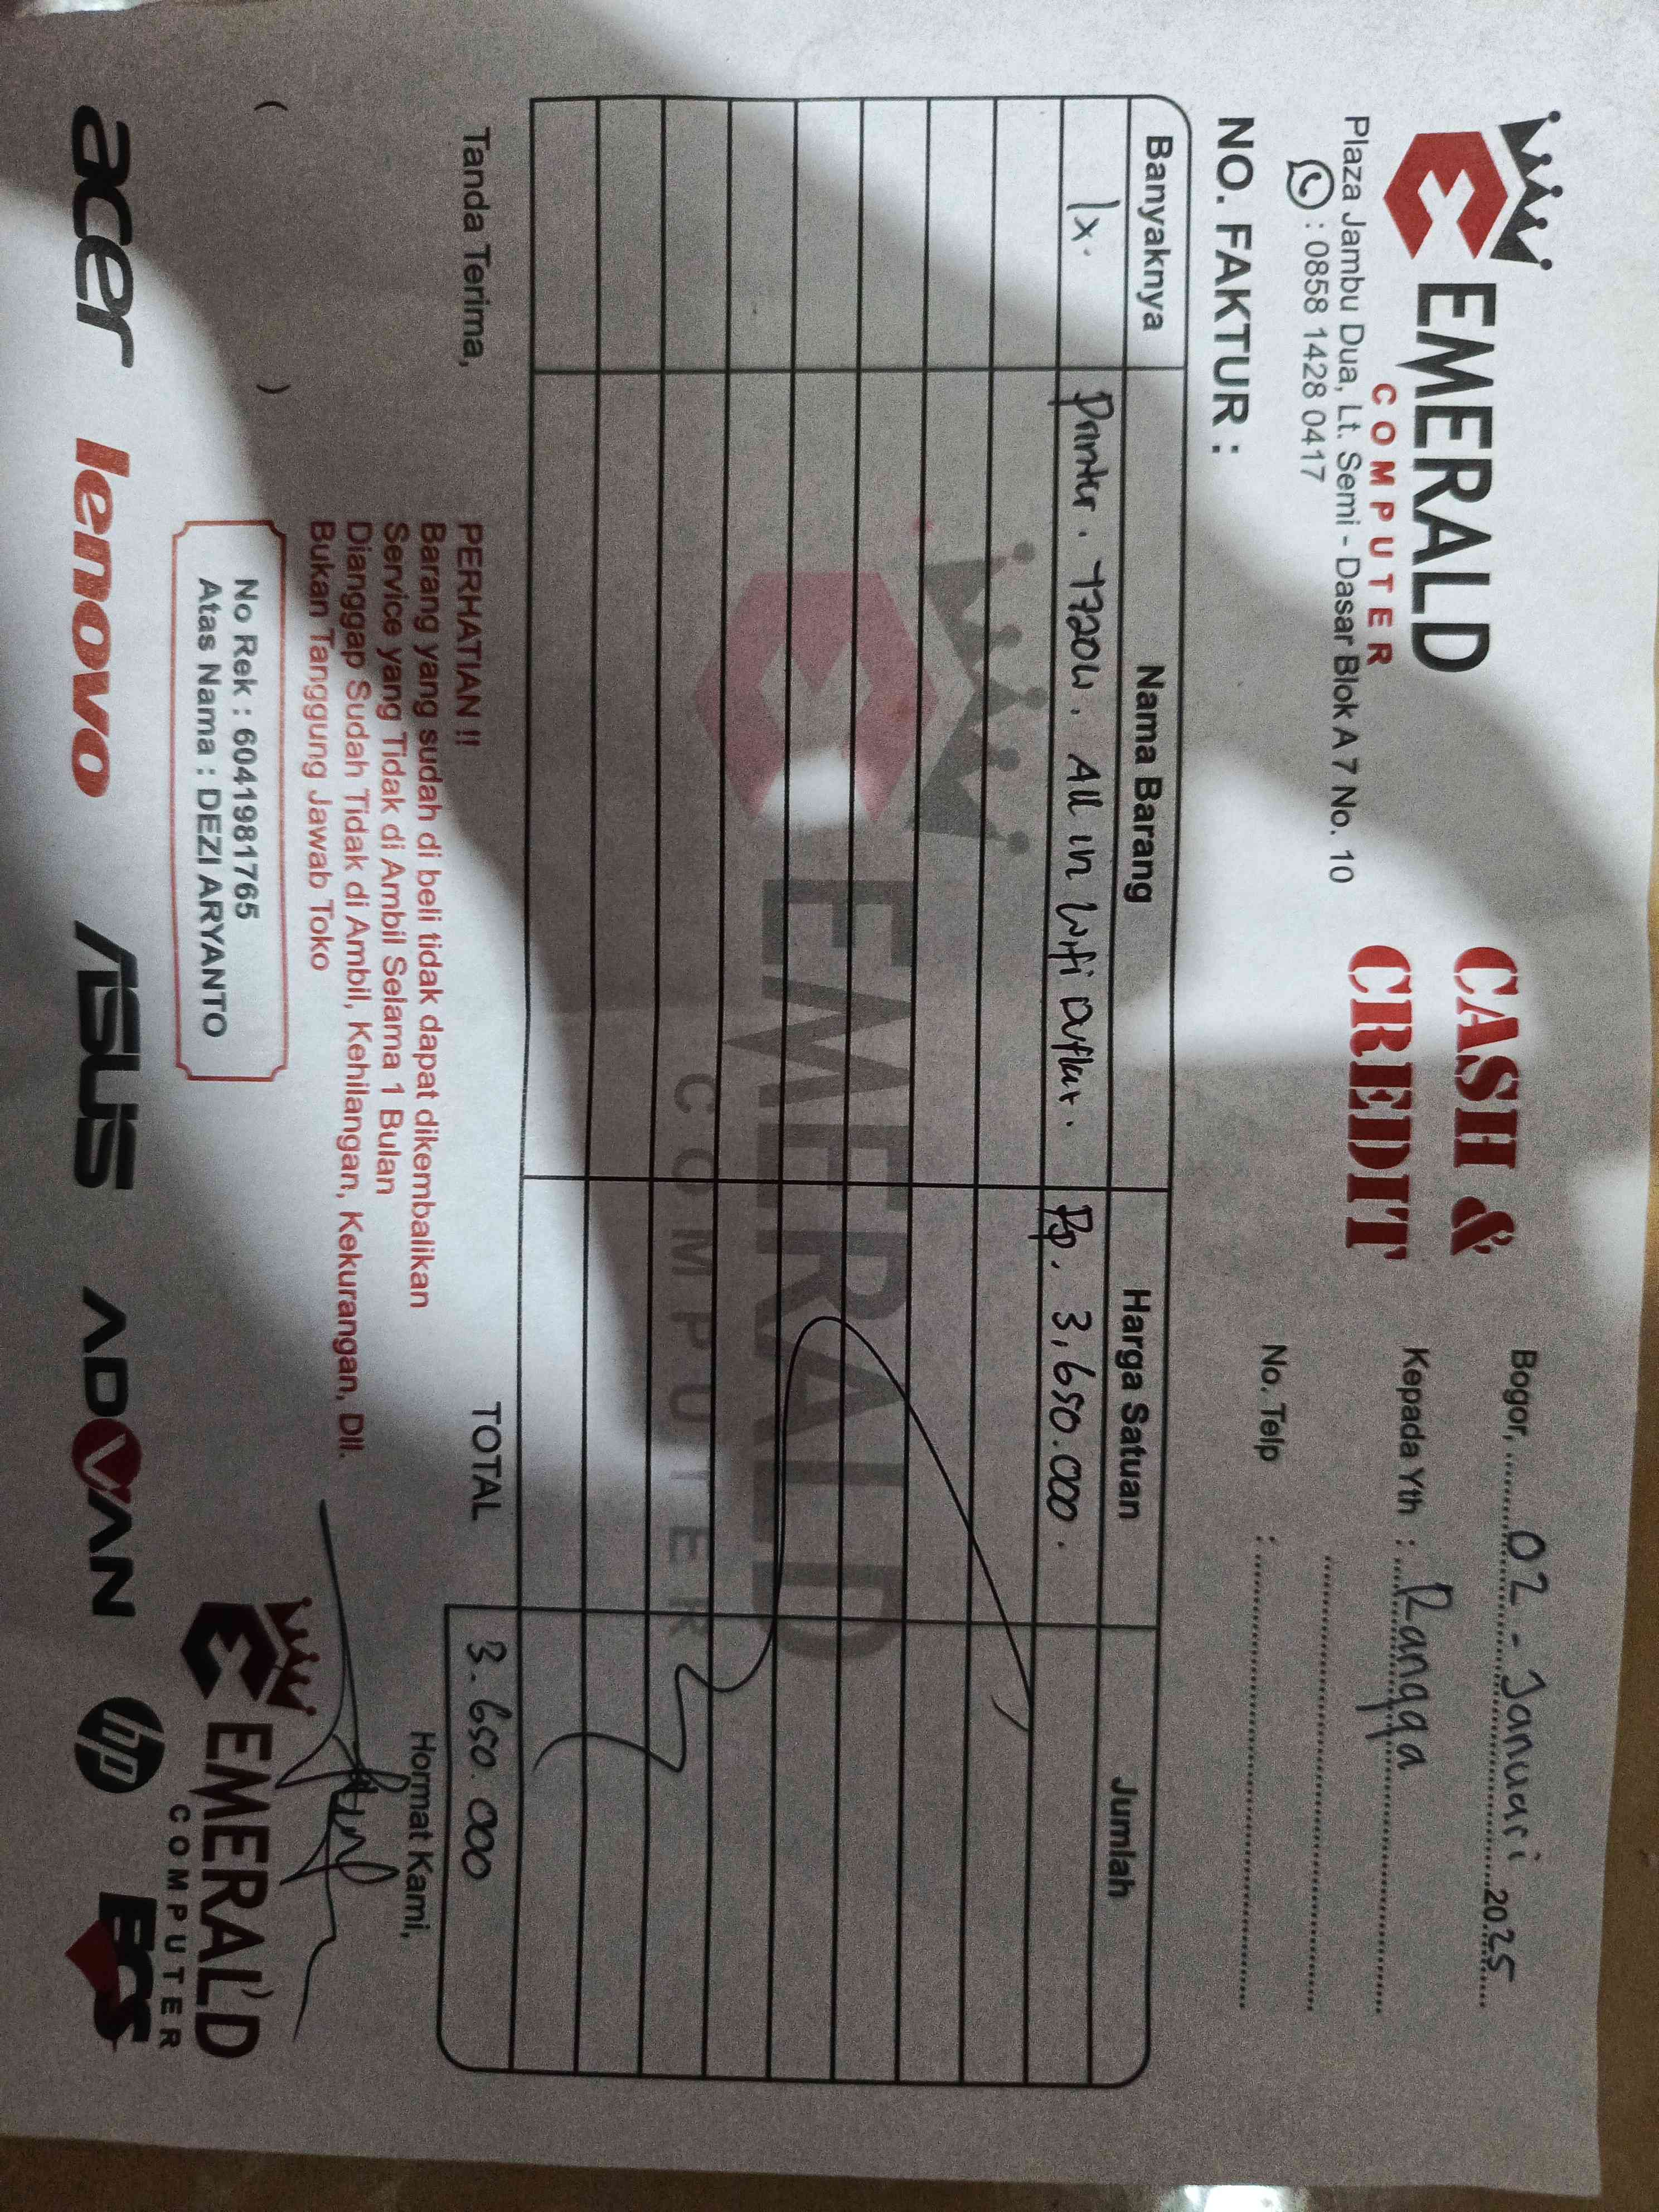 EMERALD
COMPUTER
Plaza Jambu Dua, Lt. Semi - Dasar Blok A 7 No. 10
: 0858 1428 0417
CASH &
CREDIT
Bogor, 02 - Januari 2025
Kepada Yth : Rangga
No. Telp :
NO. FAKTUR :
Banyaknya Nama Barang Harga Satuan Jumlah
1x. Printer. T720W. All in Wifi Duflex. Rp. 3,650.000.
EMERALD
COMPUTER
TOTAL 3.650.000
Tanda Terima,
( )
PERHATIAN !!
Barang yang sudah di beli tidak dapat dikembalikan
Service yang Tidak di Ambil Selama 1 Bulan
Dianggap Sudah Tidak di Ambil, Kehilangan, Kekurangan, Dll.
Bukan Tanggung Jawab Toko
No Rek : 6041981765
Atas Nama : DEZI ARYANTO
Hormat Kami,
EMERALD
COMPUTER
acer lenovo ASUS ADVAN hp ECS